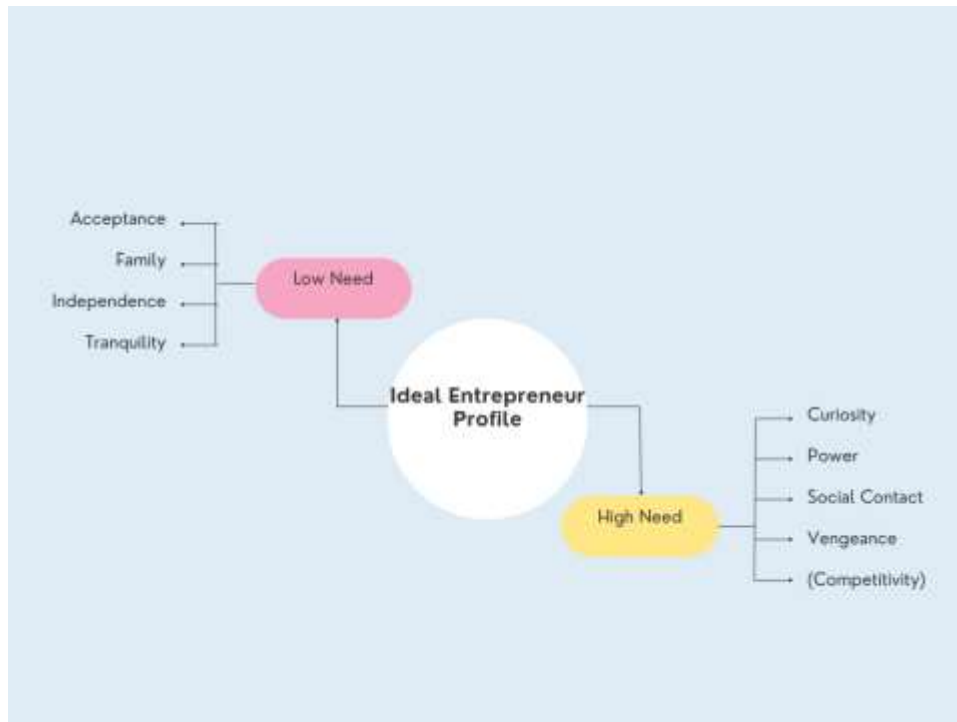 Acceptance
Family
Independence
Tranquility
Low Need
Ideal Entrepreneur
Profile
High Need
Curiosity
Power
Social Contact
Vengeance
(Competitivity)